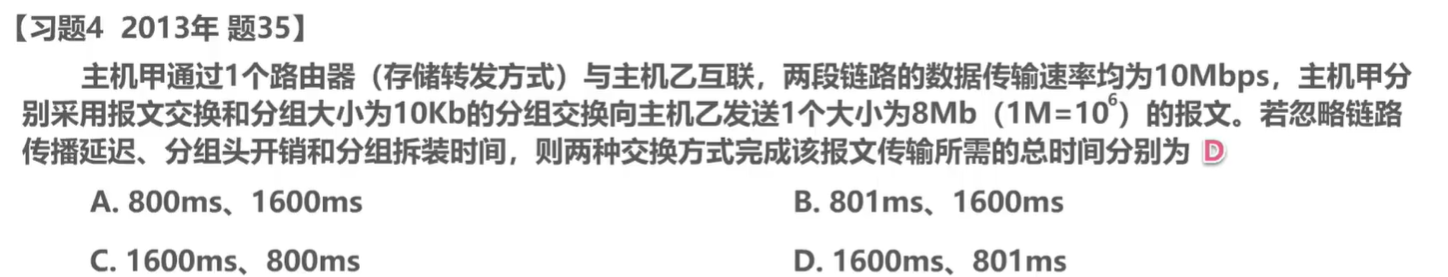 【习题4 2013年 题35】
主机甲通过1个路由器（存储转发方式）与主机乙互联，两段链路的数据传输速率均为10Mbps，主机甲分
别采用报文交换和分组大小为10Kb的分组交换向主机乙发送1个大小为8Mb（1M=10⁶）的报文。若忽略链路
传播延迟、分组头开销和分组拆装时间，则两种交换方式完成该报文传输所需的总时间分别为 D
A. 800ms、1600ms B. 801ms、1600ms
C. 1600ms、800ms D. 1600ms、801ms